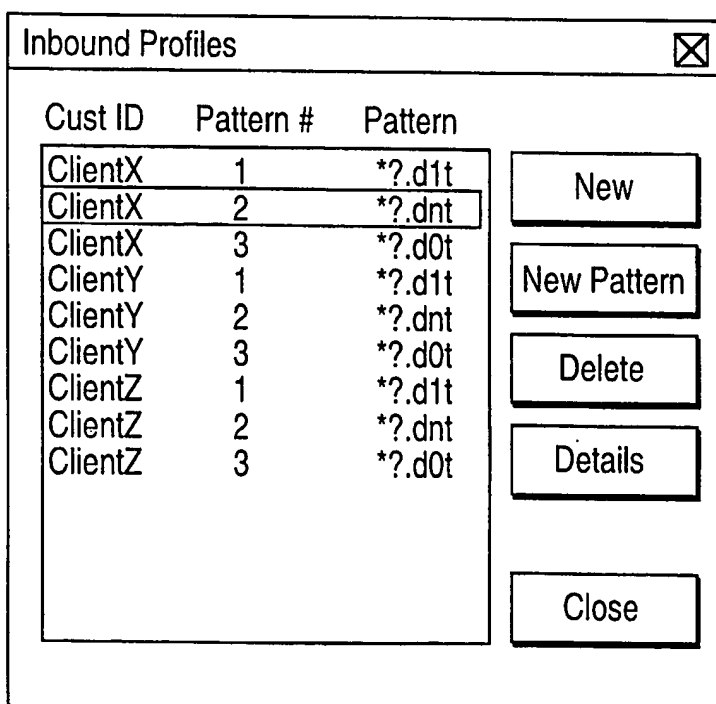 Inbound Profiles
Cust ID Pattern # Pattern
ClientX 1 *?.d1t
ClientX 2 *?.dnt
ClientX 3 *?.d0t
ClientY 1 *?.d1t
ClientY 2 *?.dnt
ClientY 3 *?.d0t
ClientZ 1 *?.d1t
ClientZ 2 *?.dnt
ClientZ 3 *?.d0t
New
New Pattern
Delete
Details
Close